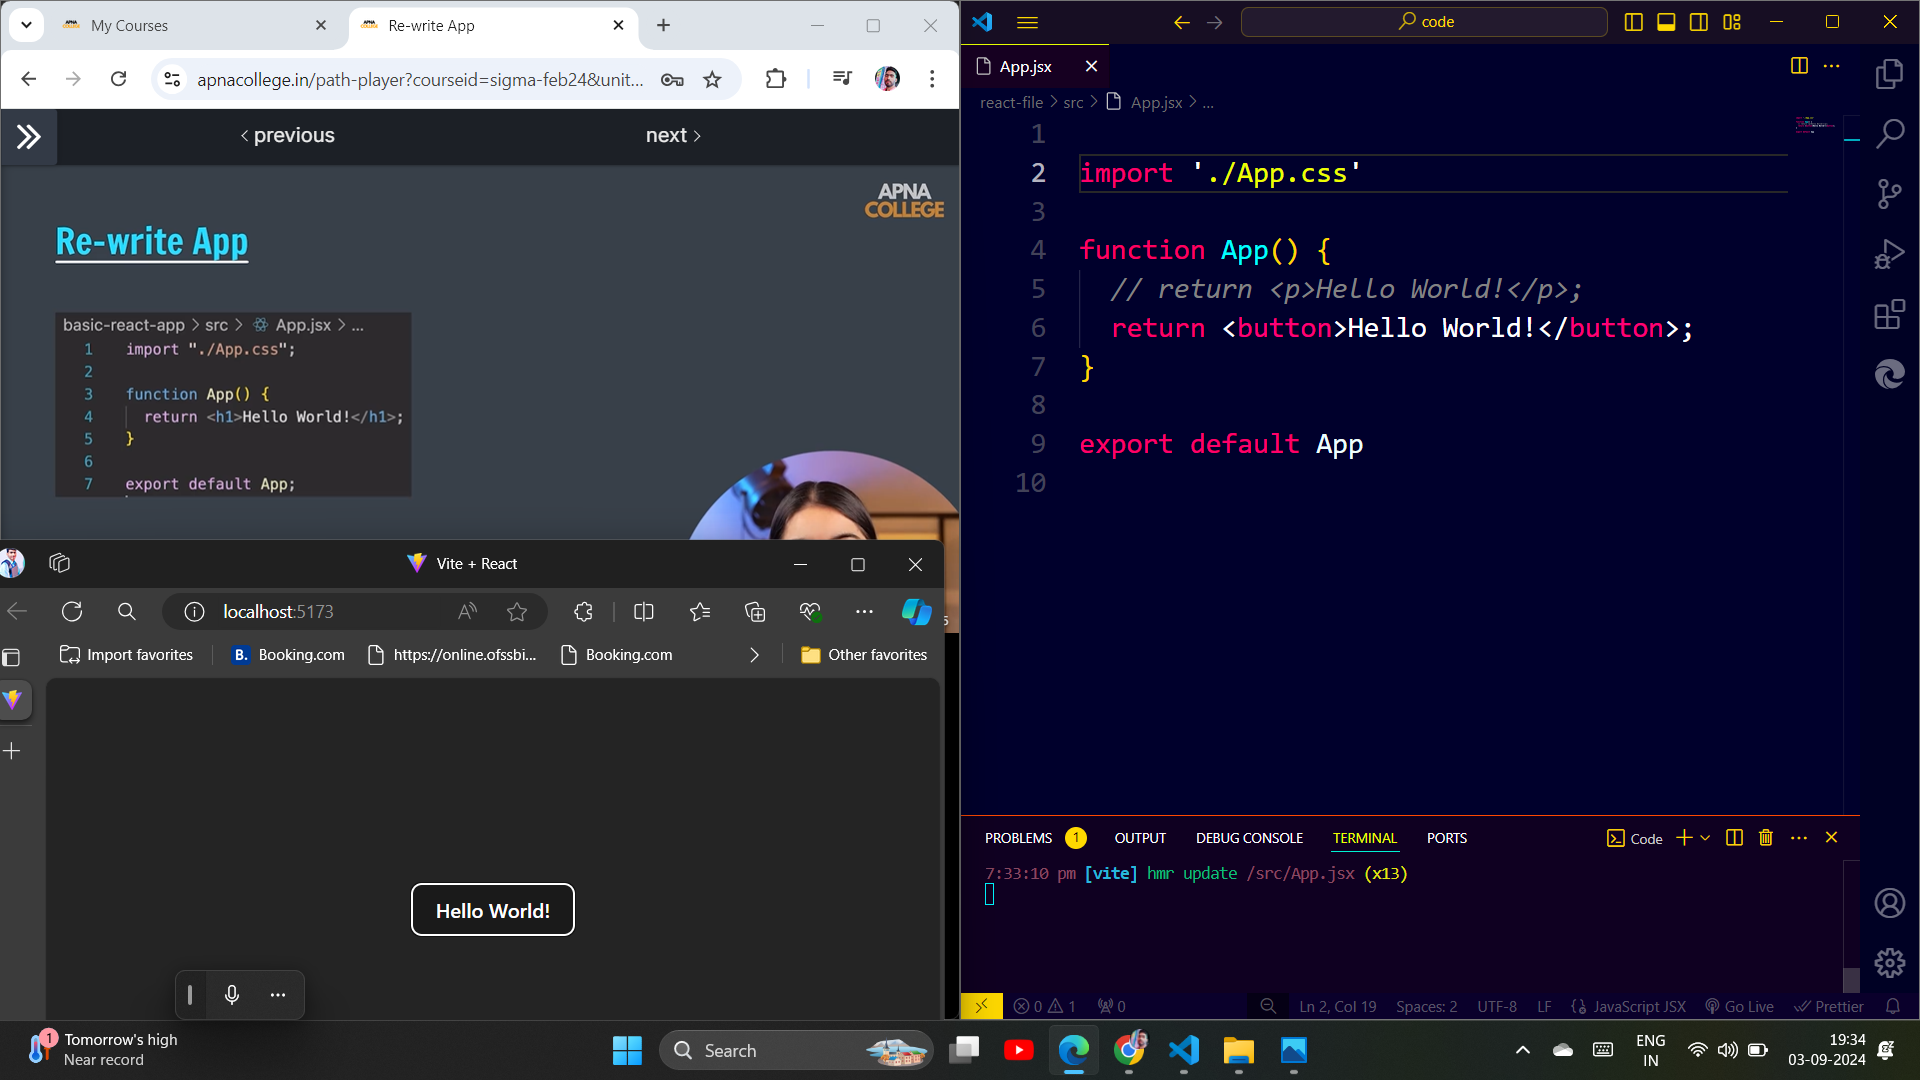 My Courses
Re-write App
apnacollege.in/path-player?courseid=sigma-feb24&unit...
previous
next
APNA
COLLEGE
Re-write App
basic-react-app > src > App.jsx > ...
1 import "./App.css";
2
3 function App() {
4 return <h1>Hello World!</h1>;
5 }
6
7 export default App;
Vite + React
localhost:5173
Import favorites
B. Booking.com
https://online.ofssbi...
Booking.com
Other favorites
Hello World!
code
App.jsx
react-file > src > App.jsx > ...
1
2 import './App.css'
3
4 function App() {
5 // return <p>Hello World!</p>;
6 return <button>Hello World!</button>;
7 }
8
9 export default App
10
PROBLEMS 1 OUTPUT DEBUG CONSOLE TERMINAL PORTS
Code
7:33:10 pm [vite] hmr update /src/App.jsx (x13)
0 1 0 Ln 2, Col 19 Spaces: 2 UTF-8 LF {} JavaScript JSX Go Live Prettier
1 Tomorrow's high
Near record
Search
ENG
IN
19:34
03-09-2024